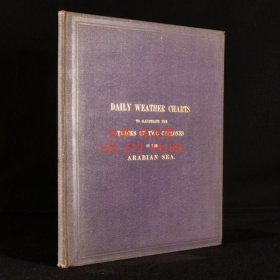 DAILY WEATHER CHARTS
TO ILLUSTRATE THE
TRACKS OF TWO CYCLONES
IN THE
ARABIAN SEA.